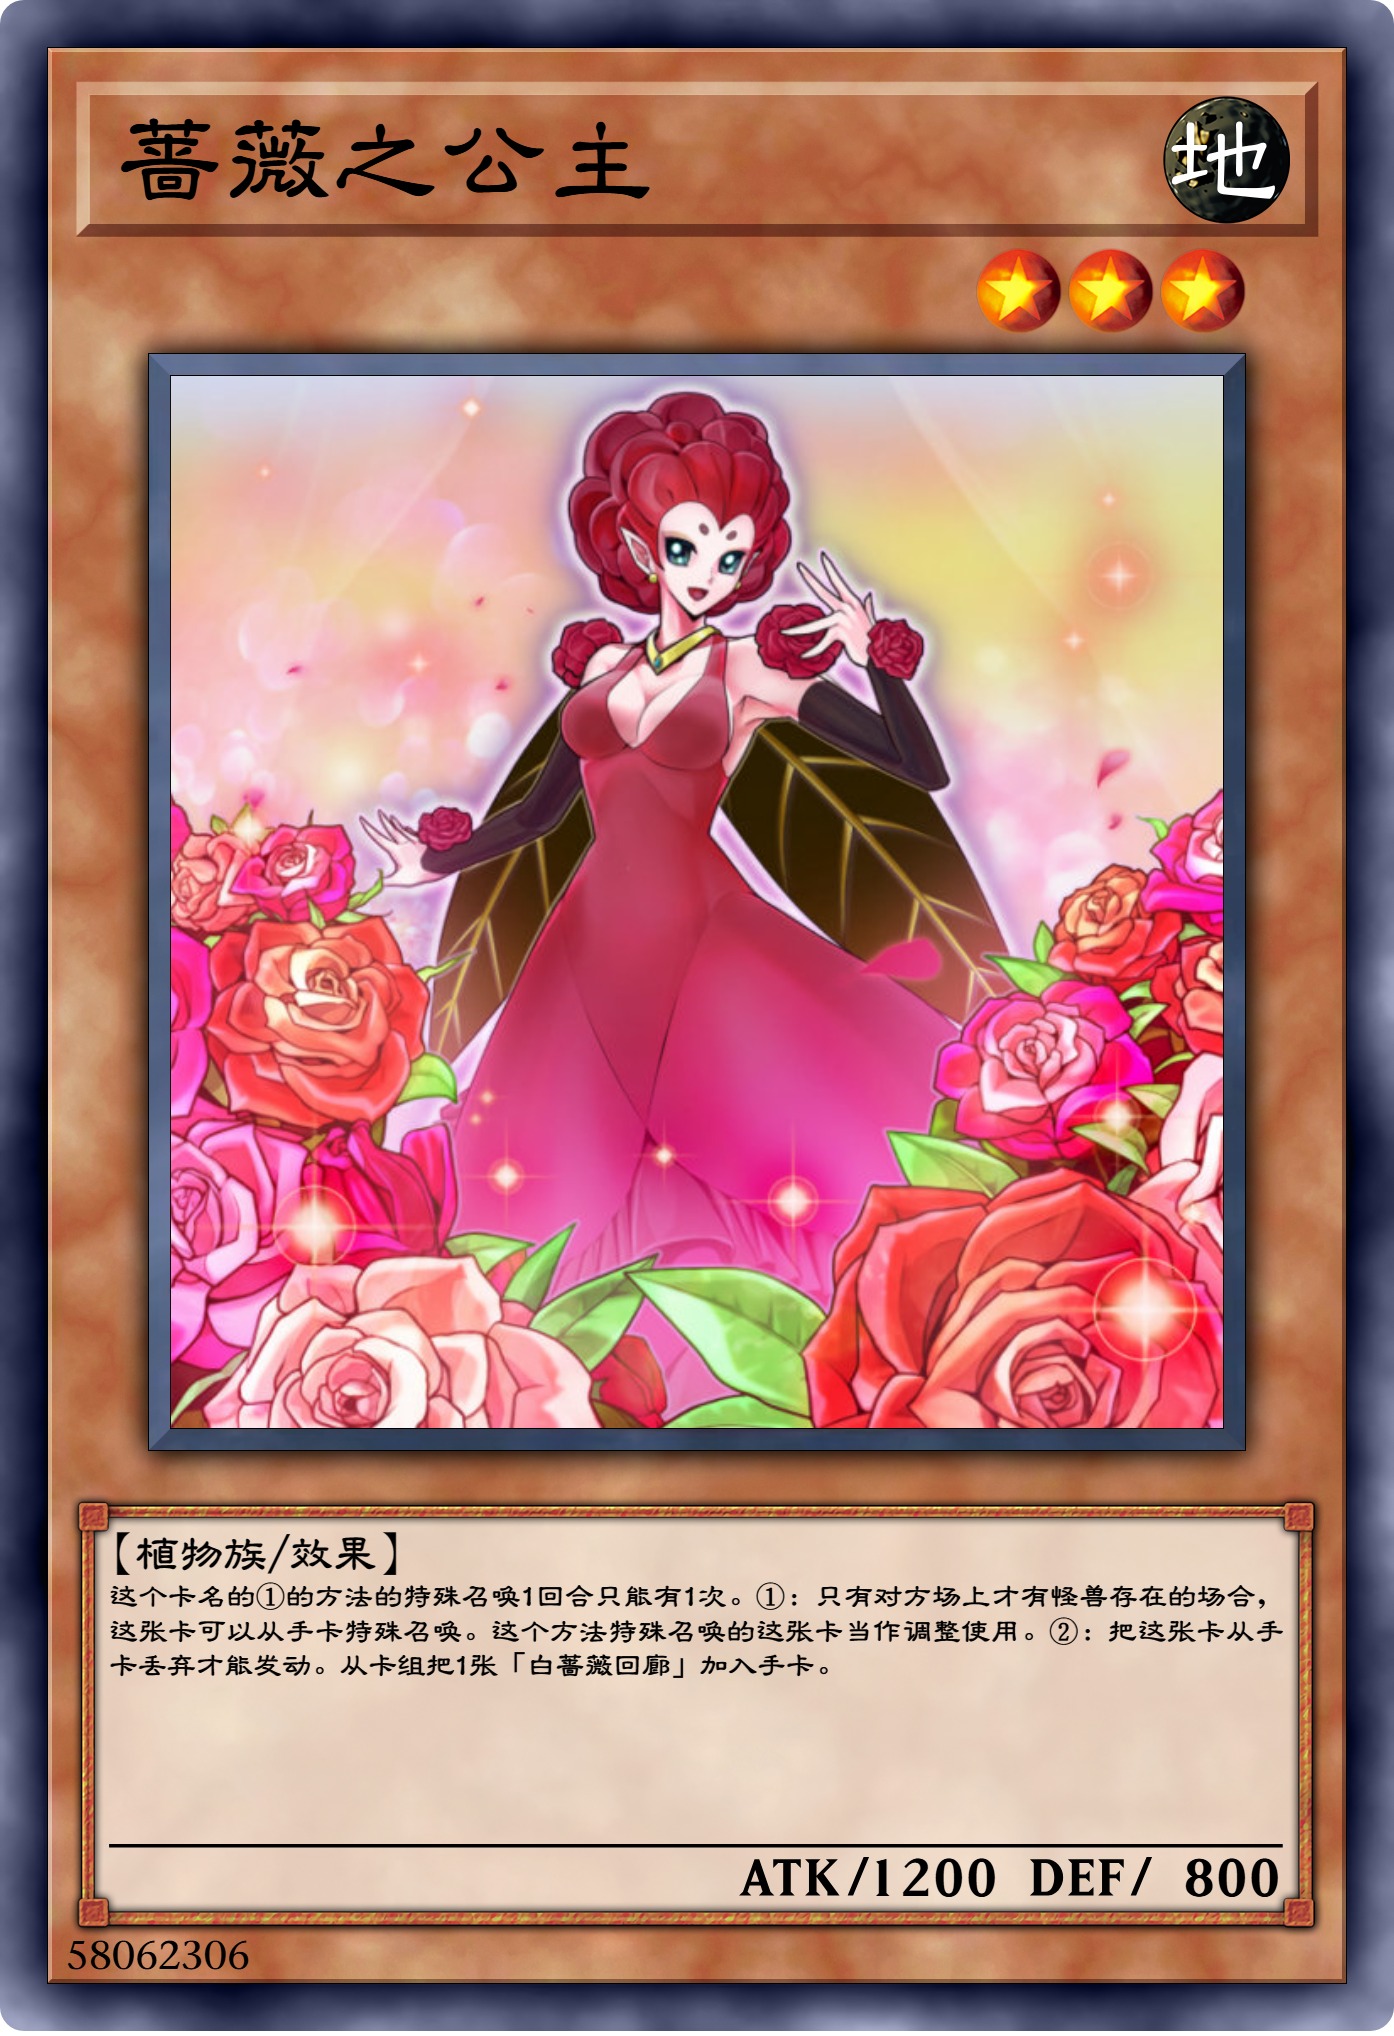 蔷薇之公主
地
【植物族/效果】
这个卡名的①的方法的特殊召唤1回合只能有1次。①：只有对方场上才有怪兽存在的场合，
这张卡可以从手卡特殊召唤。这个方法特殊召唤的这张卡当作调整使用。②：把这张卡从手
卡丢弃才能发动。从卡组把1张「白蔷薇回廊」加入手卡。
ATK/1200 DEF/ 800
58062306